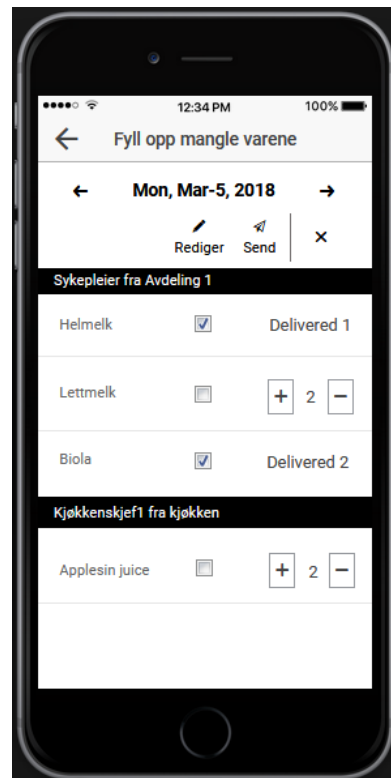 12:34 PM 100%
Fyll opp mangle varene
Mon, Mar-5, 2018
Rediger Send
Sykepleier fra Avdeling 1
Helmelk Delivered 1
Lettmelk + 2 −
Biola Delivered 2
Kjøkkenskjef1 fra kjøkken
Applesin juice + 2 −